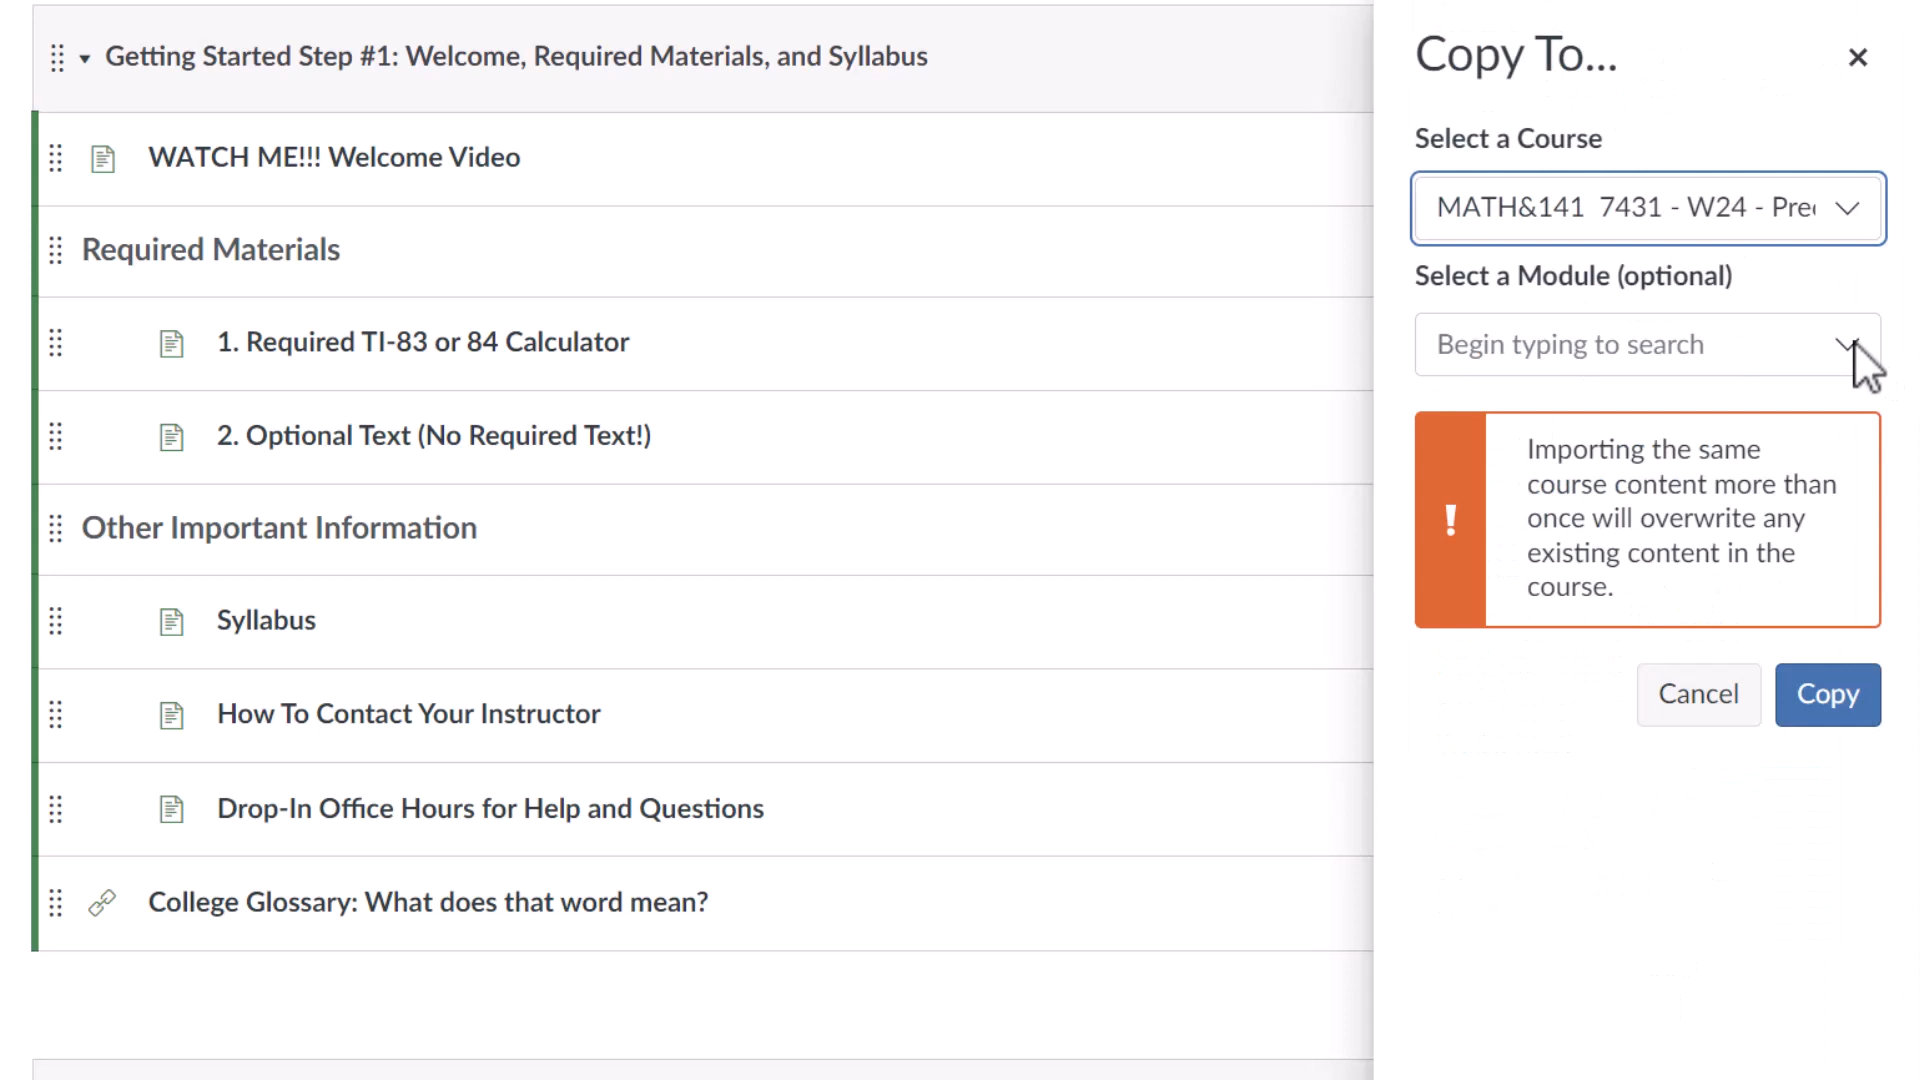 Getting Started Step #1: Welcome, Required Materials, and Syllabus
WATCH ME!!! Welcome Video
Required Materials
1. Required TI-83 or 84 Calculator
2. Optional Text (No Required Text!)
Other Important Information
Syllabus
How To Contact Your Instructor
Drop-In Office Hours for Help and Questions
College Glossary: What does that word mean?
Copy To...
Select a Course
MATH&141 7431 - W24 -
Select a Module (optional)
Begin typing to search
!
Importing the same
course content more than
once will overwrite any
existing content in the
course.
Cancel
Copy